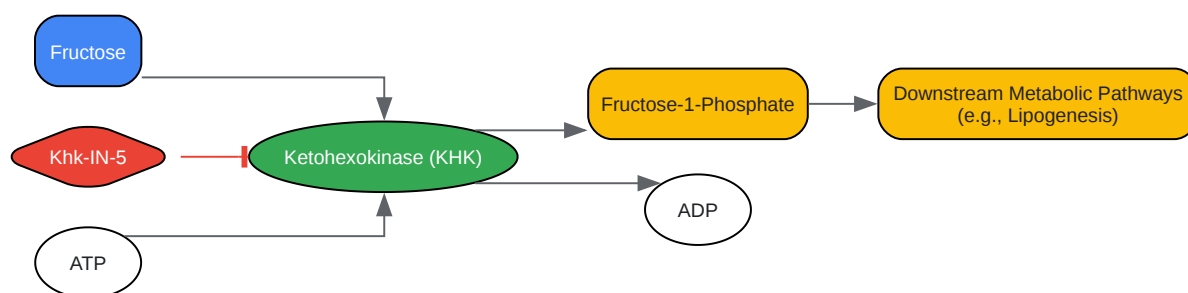 Fructose
Khk-IN-5
ATP
Ketohexokinase (KHK)
Fructose-1-Phosphate
ADP
Downstream Metabolic Pathways
(e.g., Lipogenesis)